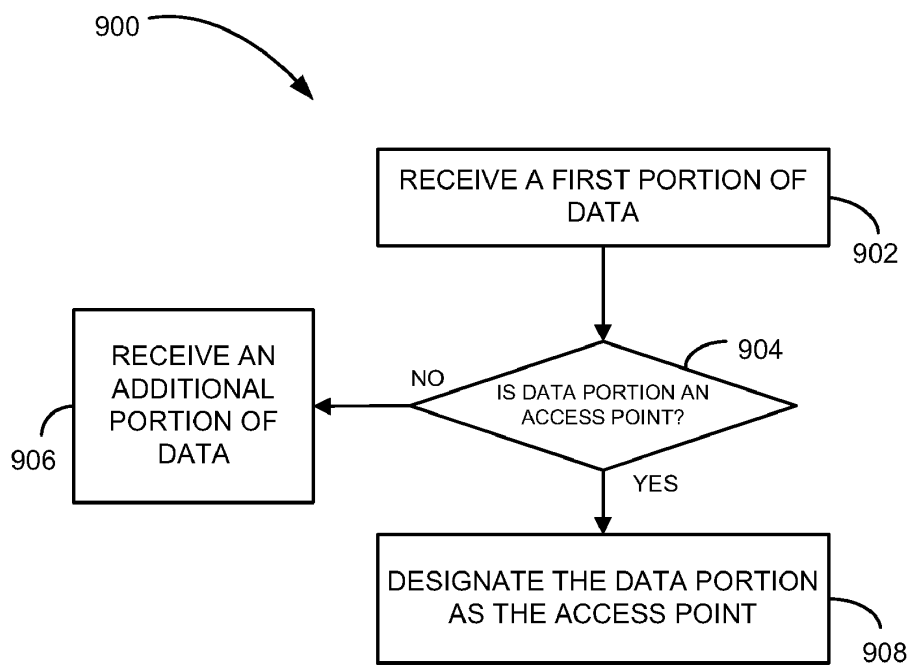 900
RECEIVE A FIRST PORTION OF
DATA
902
904
IS DATA PORTION AN
ACCESS POINT?
NO
RECEIVE AN
ADDITIONAL
PORTION OF
DATA
906
YES
DESIGNATE THE DATA PORTION
AS THE ACCESS POINT
908